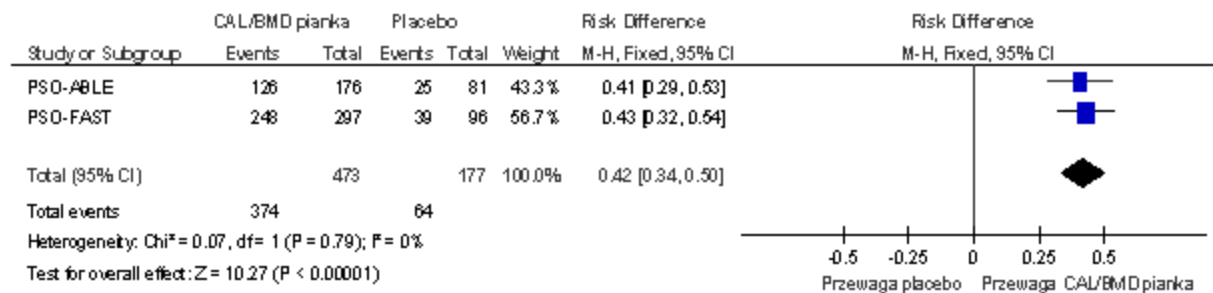 CAL/BMD pianka Placebo Risk Difference Risk Difference
Study or Subgroup Events Total Events Total Weight M-H, Fixed, 95% CI M-H, Fixed, 95% CI
PSO-ABLE 126 176 25 81 43.3% 0.41 [0.29, 0.53]
PSO-FAST 248 297 39 96 56.7% 0.43 [0.32, 0.54]
Total (95% CI) 473 177 100.0% 0.42 [0.34, 0.50]
Total events 374 64
Heterogeneity: Chi² = 0.07, df = 1 (P = 0.79); I² = 0%
Test for overall effect: Z = 10.27 (P < 0.00001)
-0.5 -0.25 0 0.25 0.5
Przewaga placebo Przewaga CAL/BMD pianka